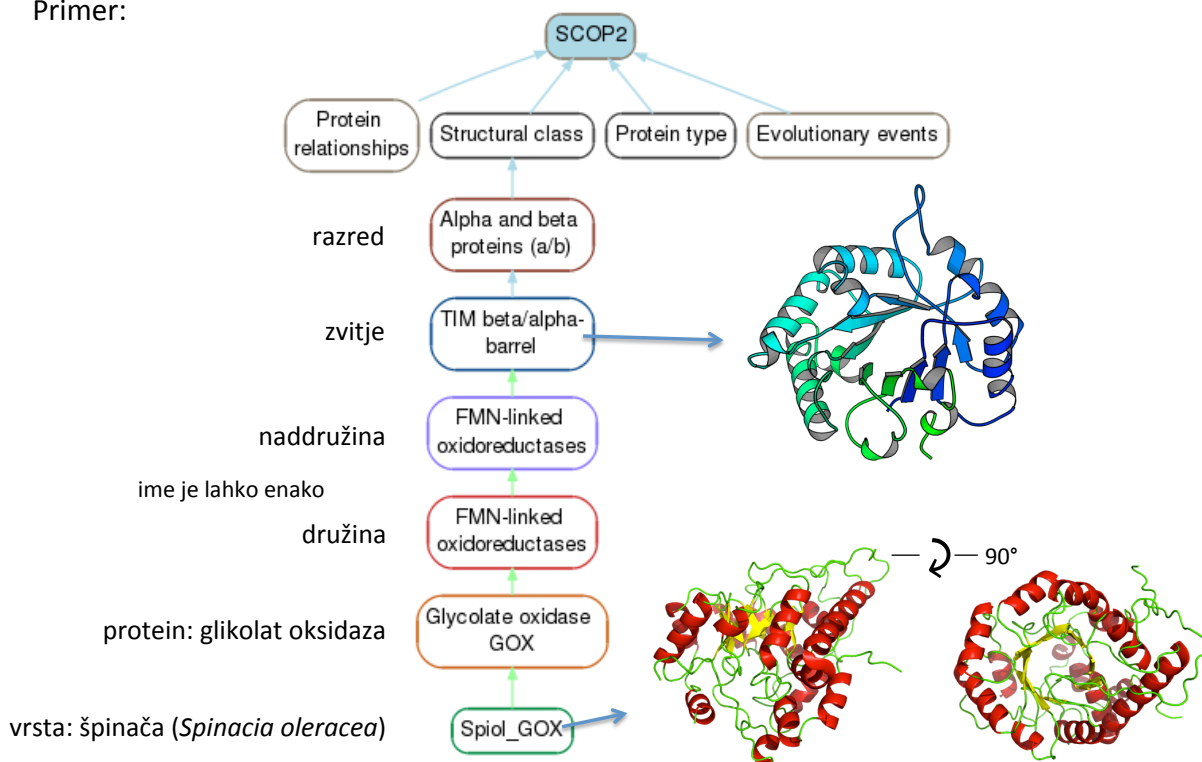 Primer:
SCOP2
Protein
relationships
Structural class
Protein type
Evolutionary events
razred
Alpha and beta
proteins (a/b)
zvitje
TIM beta/alpha-
barrel
naddružina
FMN-linked
oxidoreductases
ime je lahko enako
družina
FMN-linked
oxidoreductases
90°
protein: glikolat oksidaza
Glycolate oxidase
GOX
vrsta: špinača (Spinacia oleracea)
Spiol_GOX